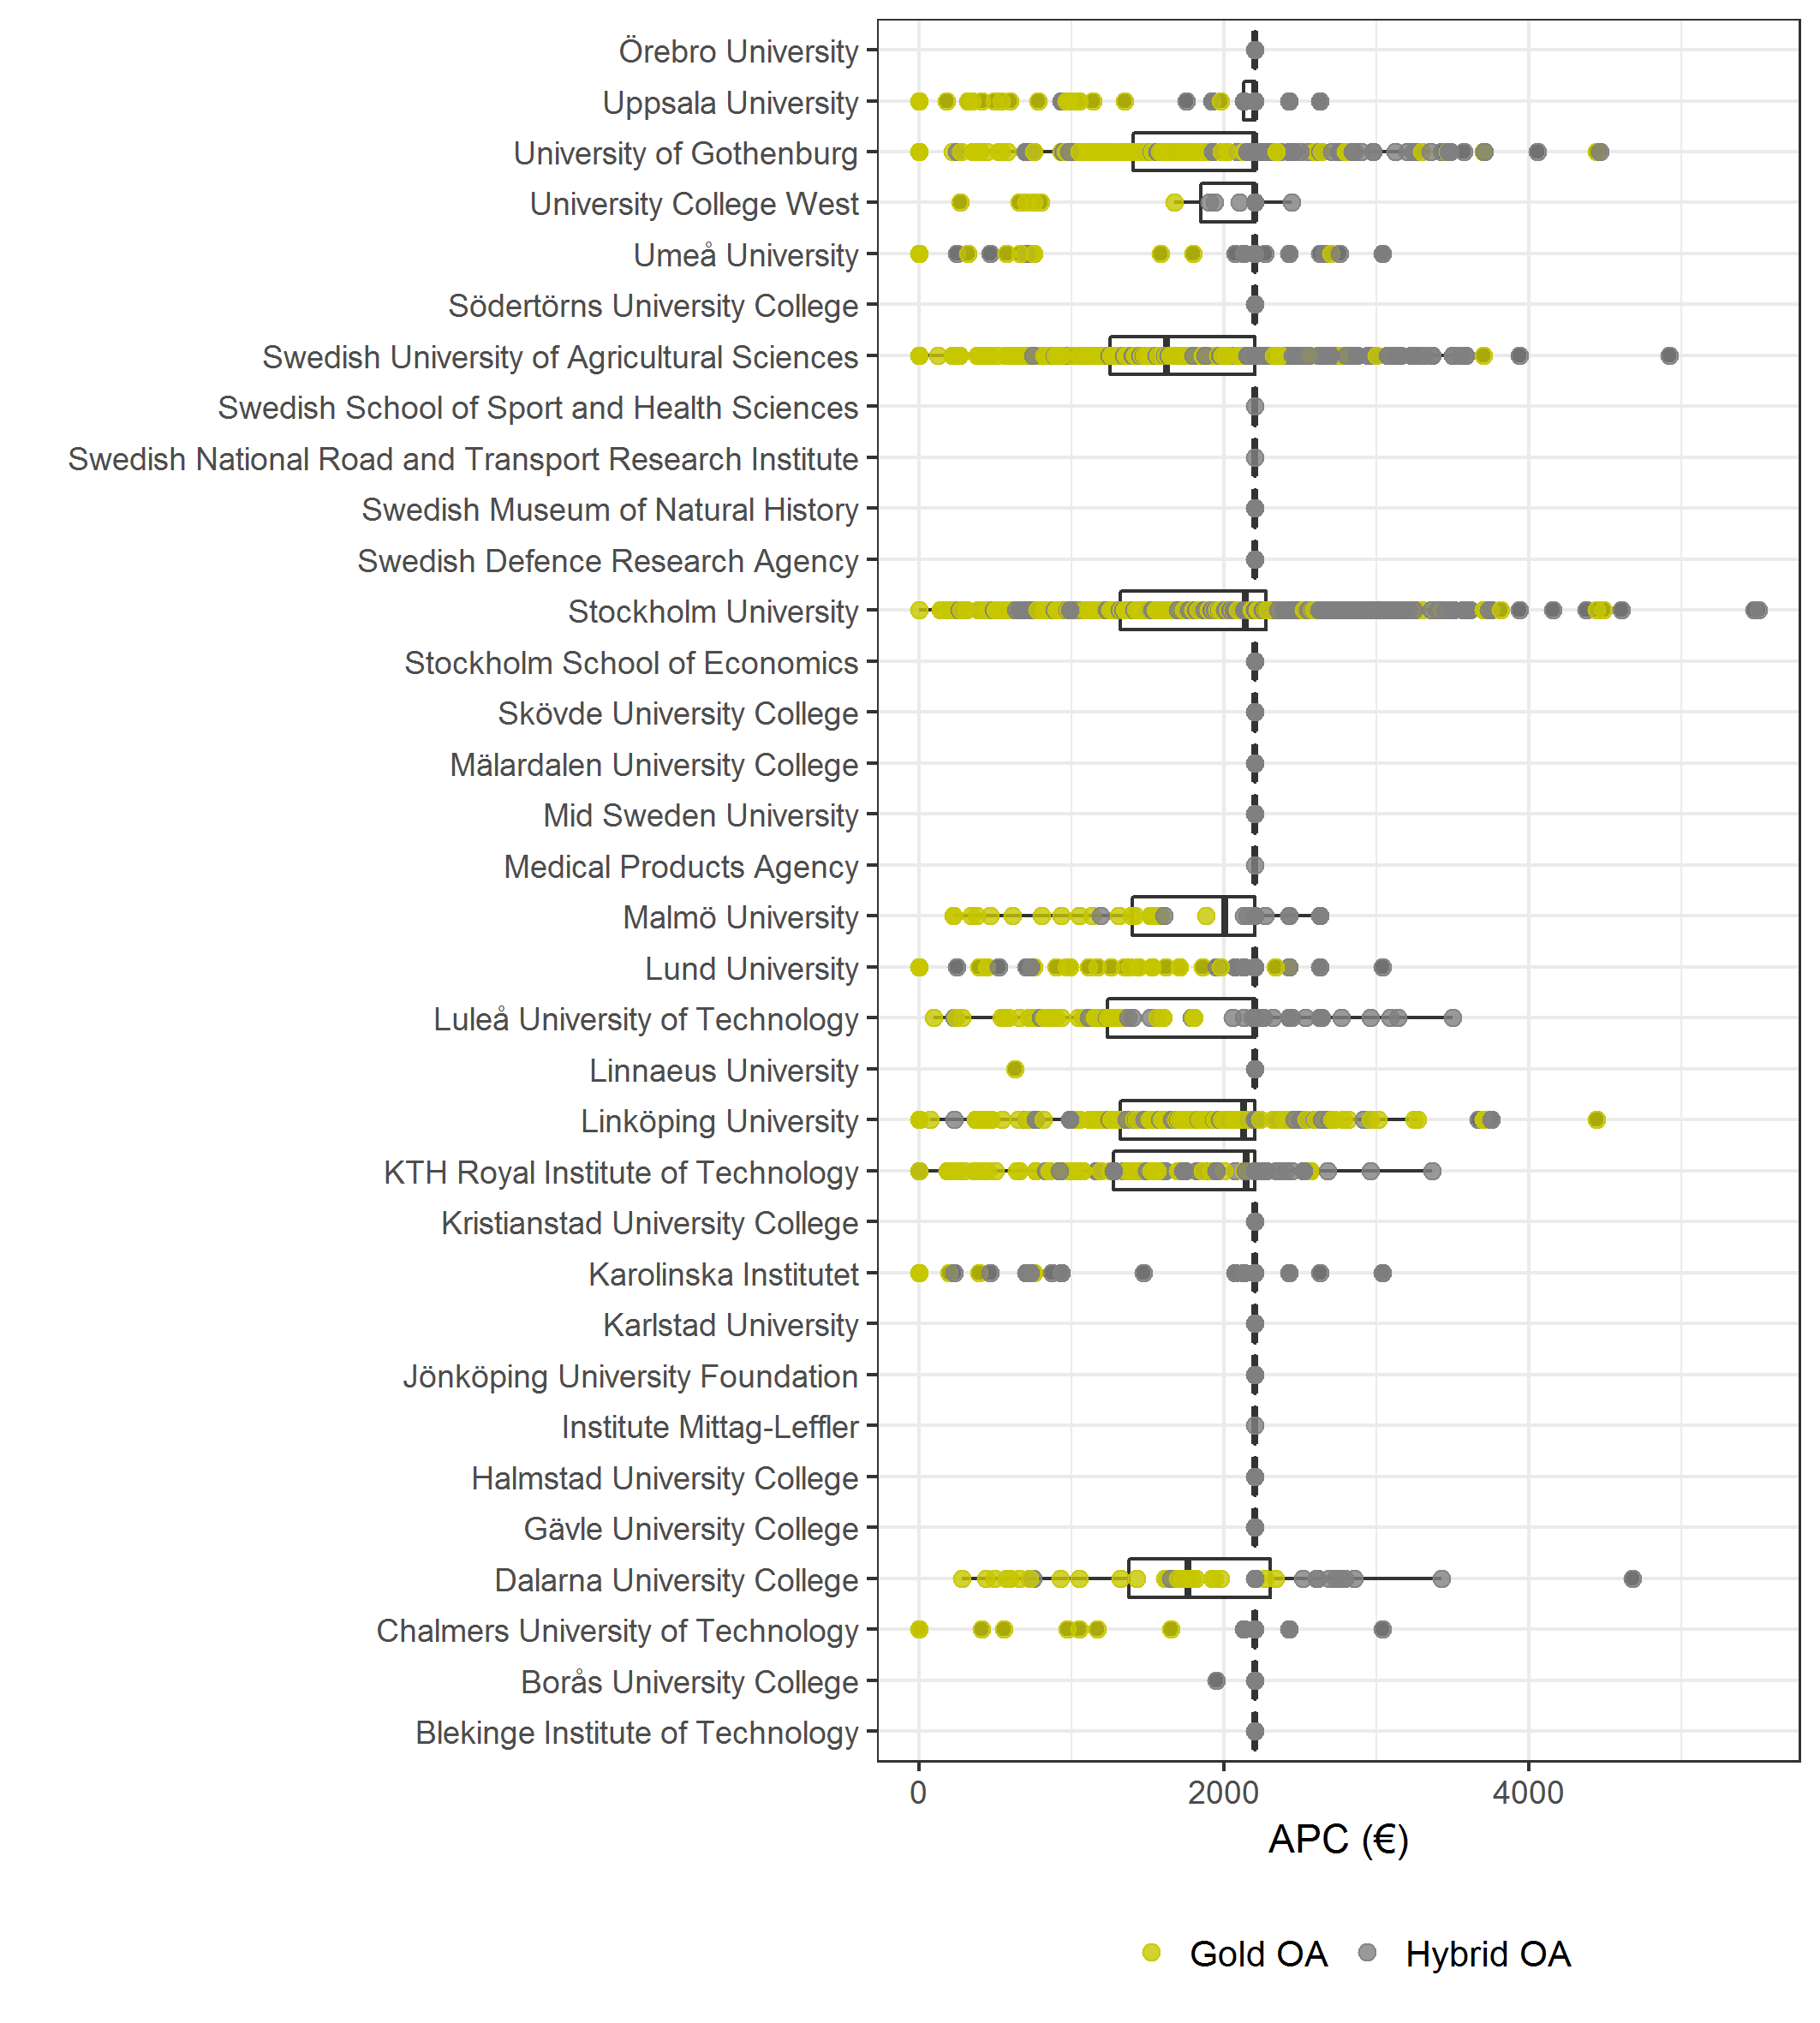 Örebro University
Uppsala University
University of Gothenburg
University College West
Umeå University
Södertörns University College
Swedish University of Agricultural Sciences
Swedish School of Sport and Health Sciences
Swedish National Road and Transport Research Institute
Swedish Museum of Natural History
Swedish Defence Research Agency
Stockholm University
Stockholm School of Economics
Skövde University College
Mälardalen University College
Mid Sweden University
Medical Products Agency
Malmö University
Lund University
Luleå University of Technology
Linnaeus University
Linköping University
KTH Royal Institute of Technology
Kristianstad University College
Karolinska Institutet
Karlstad University
Jönköping University Foundation
Institute Mittag-Leffler
Halmstad University College
Gävle University College
Dalarna University College
Chalmers University of Technology
Borås University College
Blekinge Institute of Technology
0 2000 4000
APC (€)
Gold OA Hybrid OA